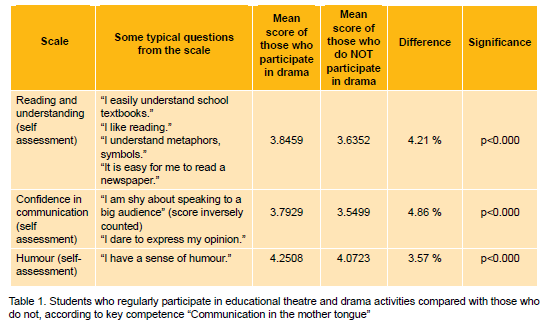 Scale
Some typical questions
from the scale
Mean
score of
those who
participate
in drama
Mean
score of
those who
do NOT
participate
in drama
Difference
Significance
Reading and
understanding
(self
assessment)
“I easily understand school
textbooks.”
“I like reading.”
“I understand metaphors,
symbols.”
“It is easy for me to read a
newspaper.”
3.8459
3.6352
4.21 %
p<0.000
Confidence in
communication
(self
assessment)
“I am shy about speaking to a
big audience” (score inversely
counted)
“I dare to express my opinion.”
3.7929
3.5499
4.86 %
p<0.000
Humour (self-
assessment)
“I have a sense of humour.”
4.2508
4.0723
3.57 %
p<0.000
Table 1. Students who regularly participate in educational theatre and drama activities compared with those who
do not, according to key competence “Communication in the mother tongue”